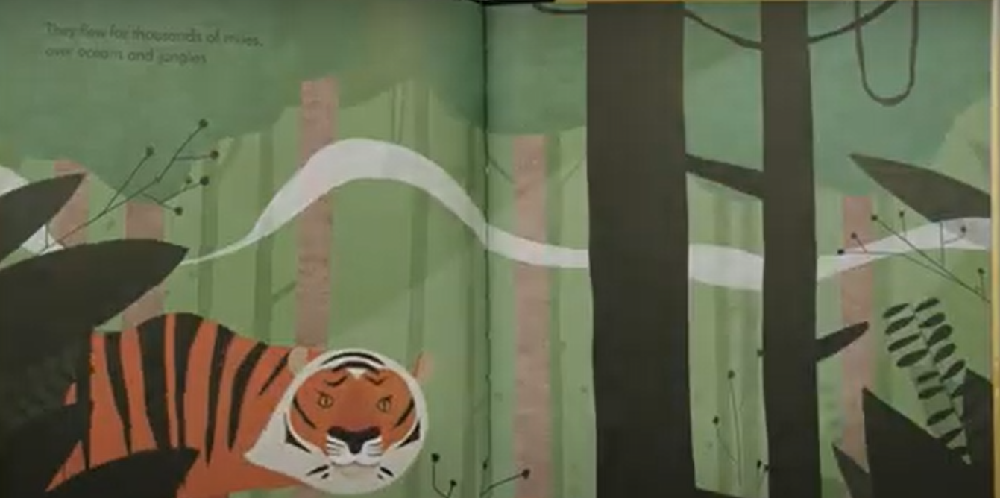 They flew for thousands of miles,
over oceans and jungles